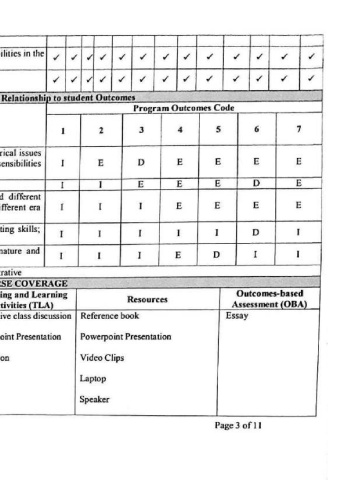 ilities in the ✓ ✓ ✓ ✓ ✓ ✓ ✓ ✓ ✓ ✓ ✓ ✓
✓ ✓ ✓ ✓ ✓ ✓ ✓ ✓ ✓ ✓ ✓ ✓
Relationship to student Outcomes
Program Outcomes Code
1 2 3 4 5 6 7
rical issues
ensibilities I E D E E E E
I I E E E D E
d different
ifferent era I I I E E E E
ting skills; I I I I I D I
nature and I I I E D I I
rative
RSE COVERAGE
ing and Learning
tivities (TLA) Resources Outcomes-based
Assessment (OBA)
ive class discussion Reference book Essay
oint Presentation Powerpoint Presentation
on Video Clips
Laptop
Speaker
Page 3 of 11